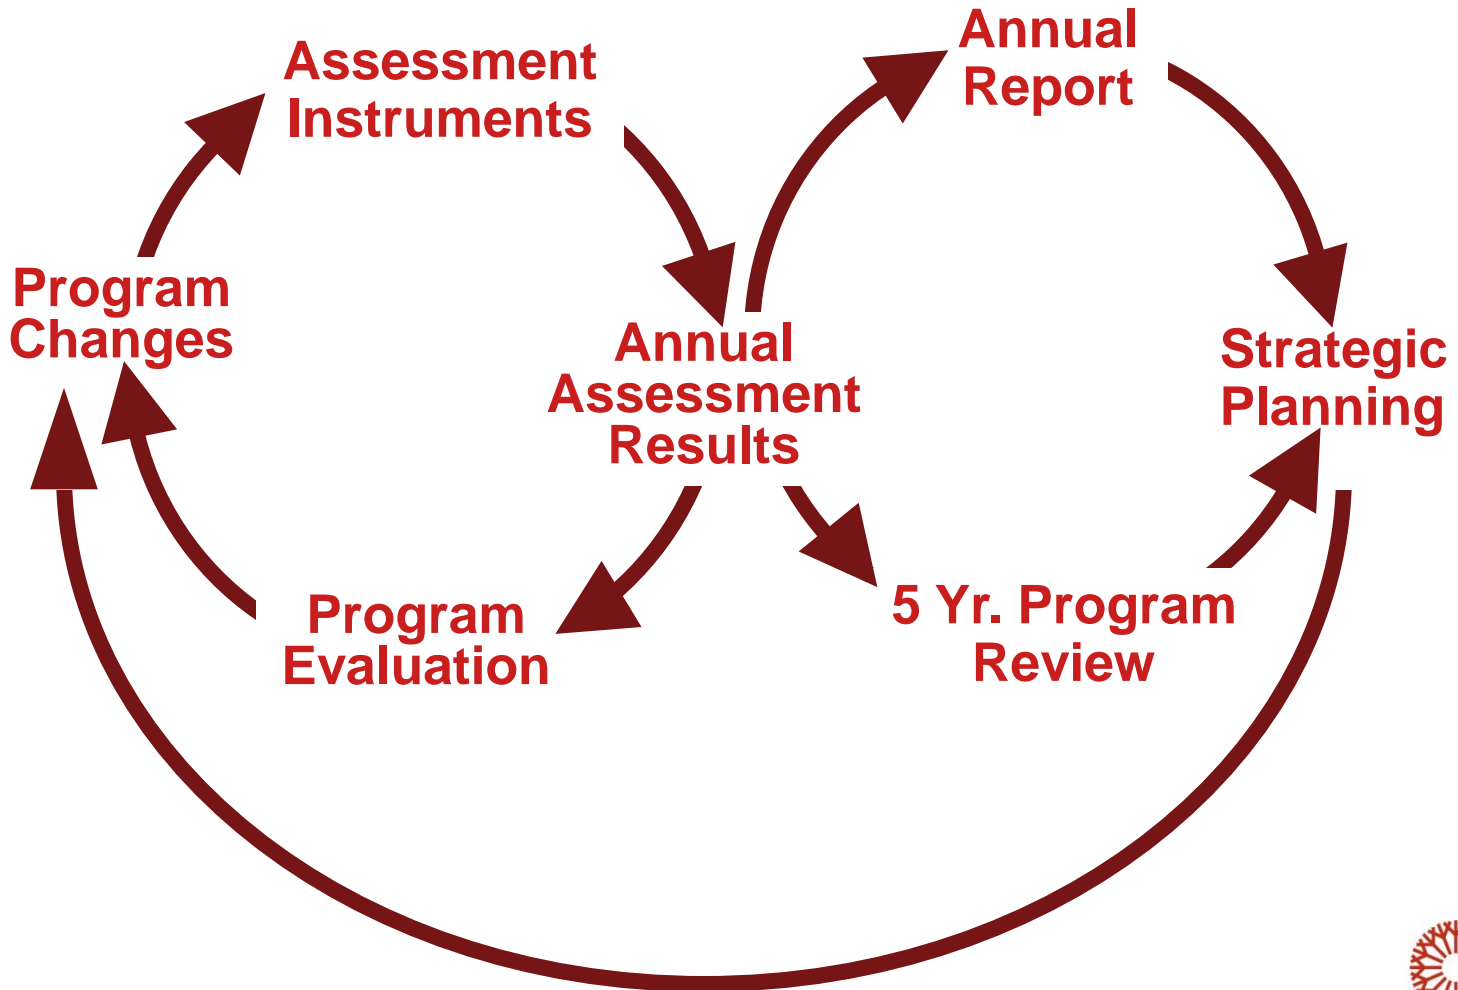 Assessment
Instruments
Annual
Report
Program
Changes
Annual
Assessment
Results
Strategic
Planning
Program
Evaluation
5 Yr. Program
Review